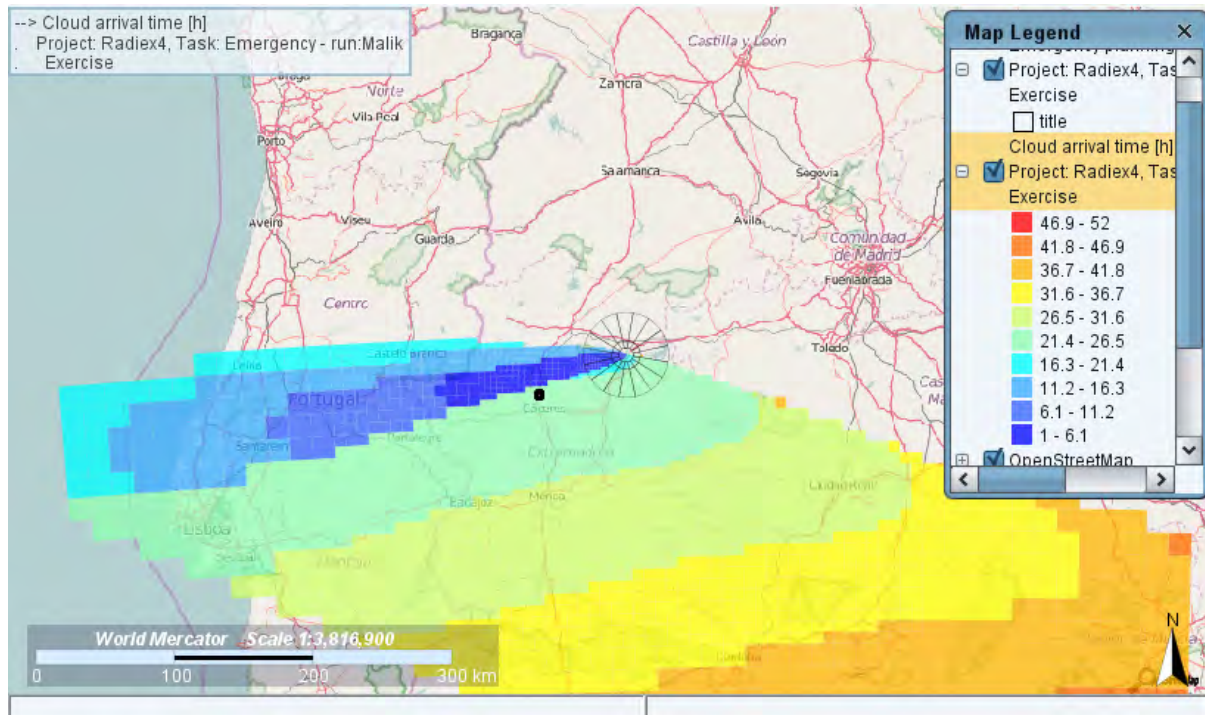 --> Cloud arrival time [h]
. Project: Radiex4, Task: Emergency - run:Malik
. Exercise
Map Legend
Project: Radiex4, Tas
Exercise
title
Cloud arrival time [h]
Project: Radiex4, Tas
Exercise
46.9 - 52
41.8 - 46.9
36.7 - 41.8
31.6 - 36.7
26.5 - 31.6
21.4 - 26.5
16.3 - 21.4
11.2 - 16.3
6.1 - 11.2
1 - 6.1
OpenStreetMap
Bragança
Castilla y León
Zamora
Norte
Vila Real
Porto
Salamanca
Segovia
Aveiro
Viseu
Guarda
Ávila
Comunidad
de Madrid
Fuenlabrada
Centro
Toledo
Leiria
Castelo Branco
Portugal
Cáceres
Santarém
Portalegre
Extremadura
Ciudad Real
Badajoz
Mérida
Lisboa
Setúbal
Córdoba
World Mercator Scale 1:3,816,900
0 100 200 300 km
N